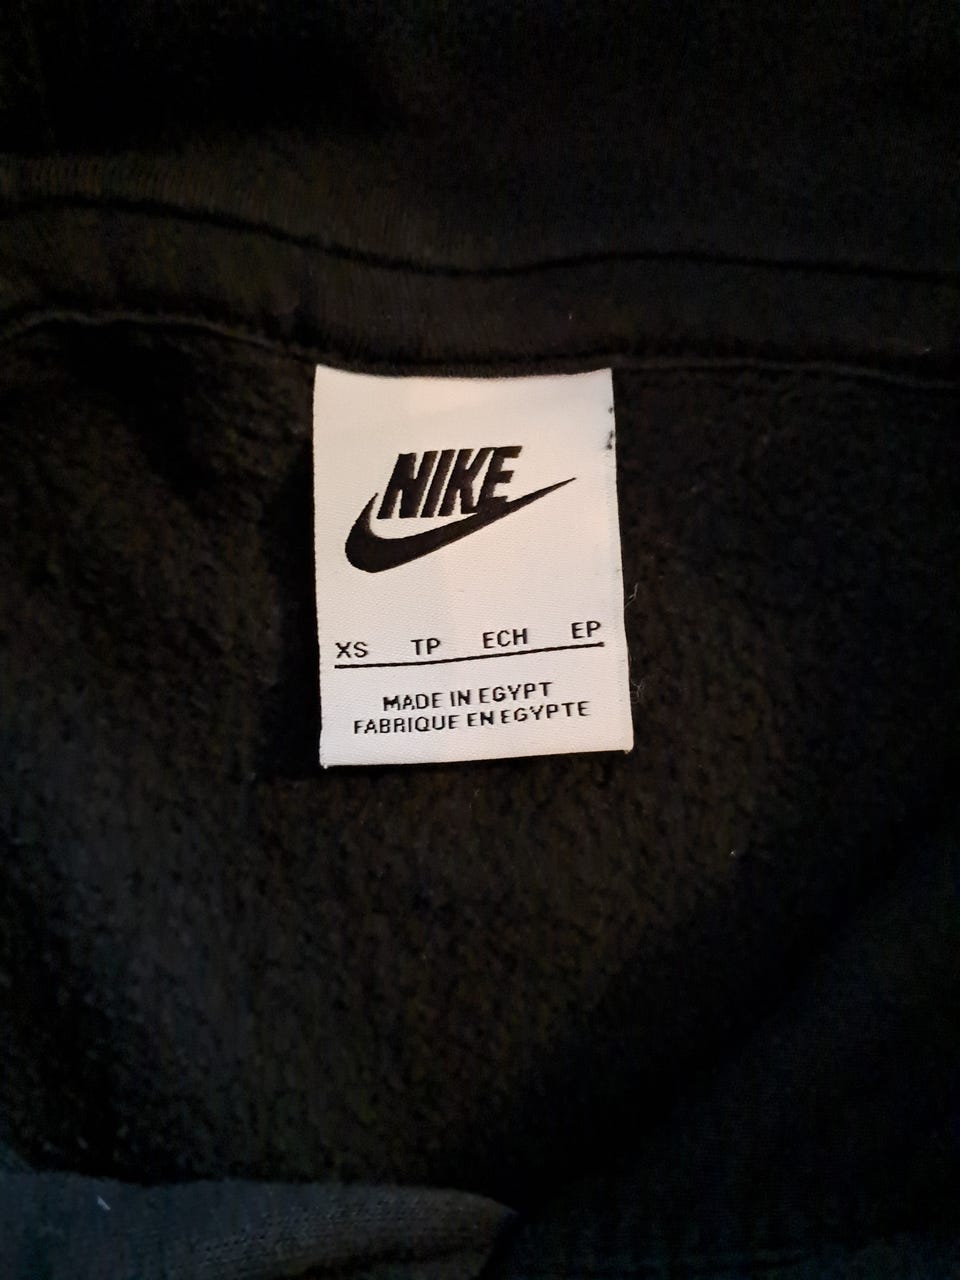 NIKE
XS TP ECH EP
MADE IN EGYPT
FABRIQUE EN EGYPTE